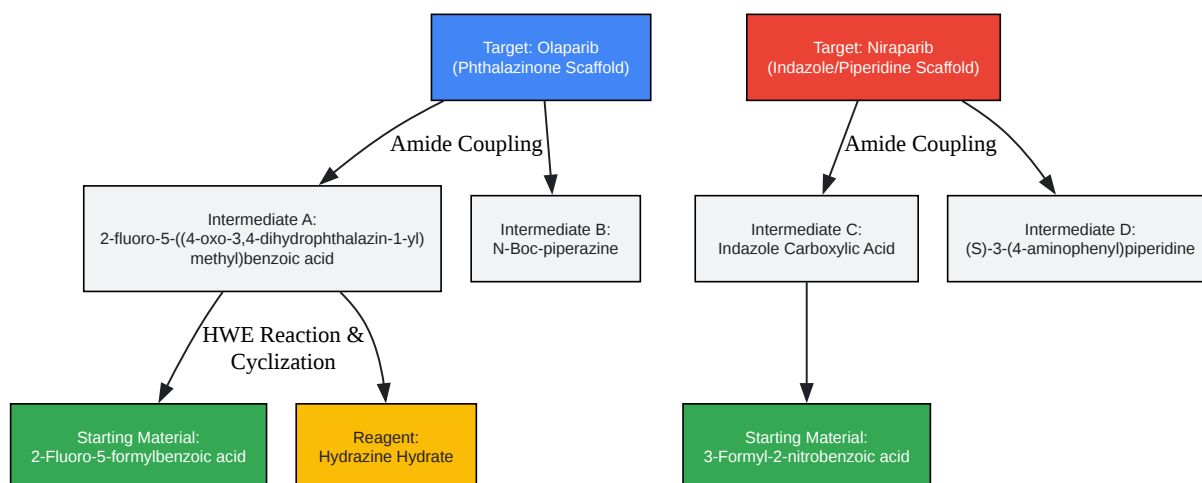 Target: Olaparib
(Phthalazinone Scaffold)
Target: Niraparib
(Indazole/Piperidine Scaffold)
Amide Coupling
Amide Coupling
Intermediate A:
2-fluoro-5-((4-oxo-3,4-dihydrophthalazin-1-yl)
methyl)benzoic acid
Intermediate B:
N-Boc-piperazine
Intermediate C:
Indazole Carboxylic Acid
Intermediate D:
(S)-3-(4-aminophenyl)piperidine
HWE Reaction &
Cyclization
Starting Material:
2-Fluoro-5-formylbenzoic acid
Reagent:
Hydrazine Hydrate
Starting Material:
3-Formyl-2-nitrobenzoic acid